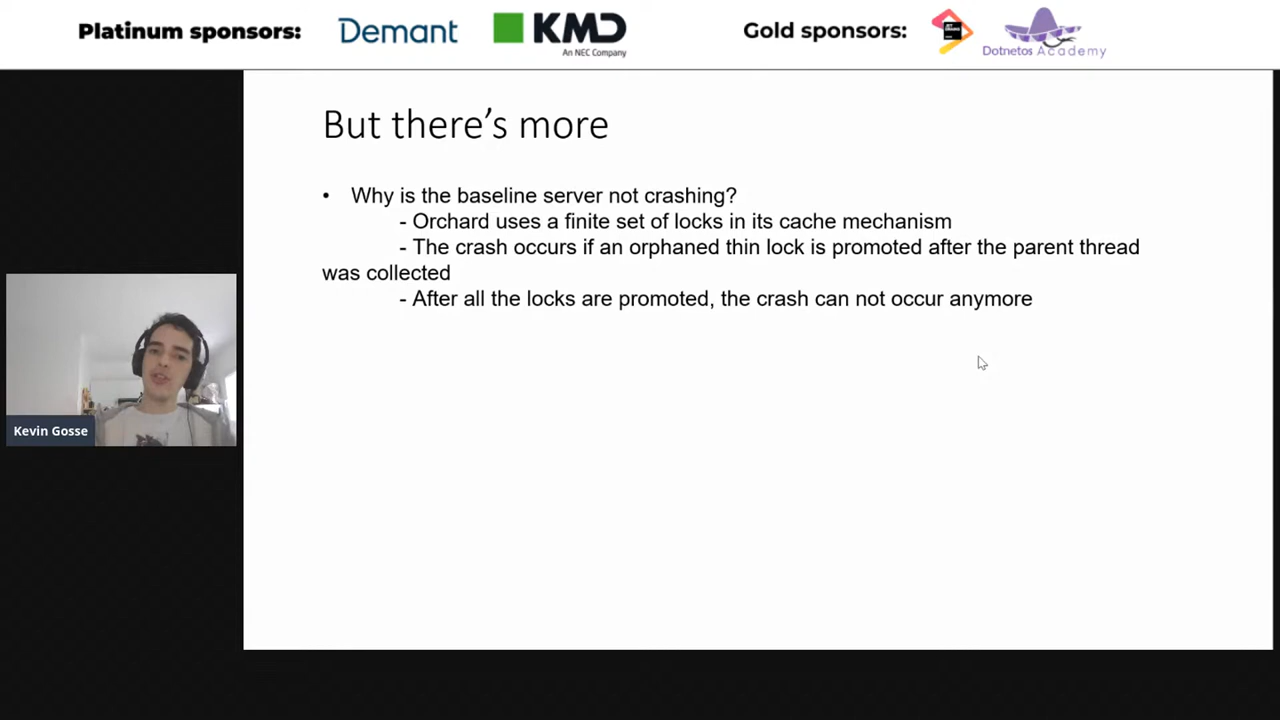 Platinum sponsors:
Demant
KMD
An NEC Company
Gold sponsors:
JET
BRAINS
Dotnetos Academy
But there's more
• Why is the baseline server not crashing?
- Orchard uses a finite set of locks in its cache mechanism
- The crash occurs if an orphaned thin lock is promoted after the parent thread
was collected
- After all the locks are promoted, the crash can not occur anymore
Kevin Gosse